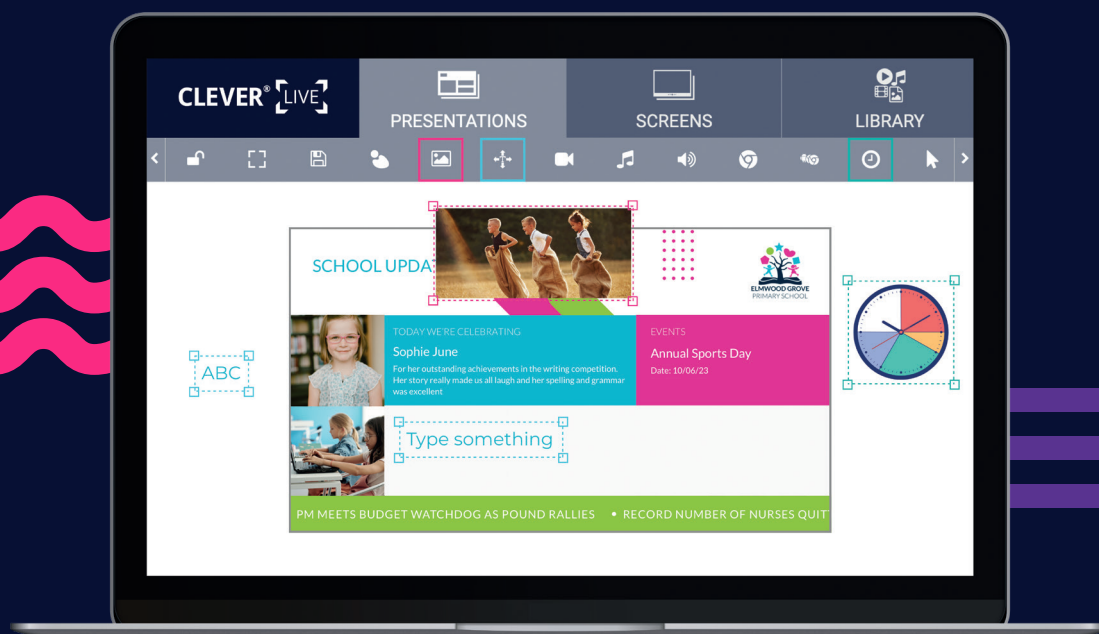 CLEVER® LIVE
PRESENTATIONS
SCREENS
LIBRARY
SCHOOL UPDA
ELMWOOD GROVE
PRIMARY SCHOOL
TODAY WE'RE CELEBRATING
Sophie June
For her outstanding achievements in the writing competition.
Her story really made us all laugh and her spelling and grammar
was excellent
EVENTS
Annual Sports Day
Date: 10/06/23
ABC
Type something
PM MEETS BUDGET WATCHDOG AS POUND RALLIES • RECORD NUMBER OF NURSES QUIT